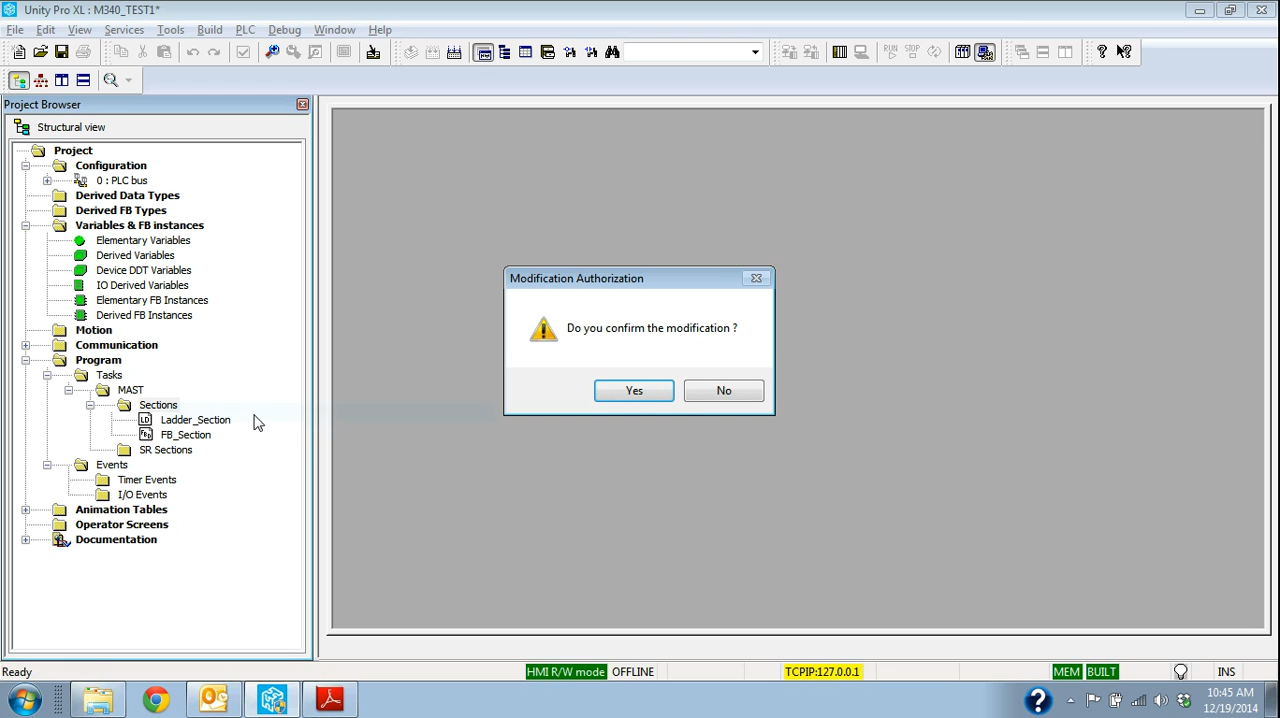 Unity Pro XL : M340_TEST1*
File Edit View Services Tools Build PLC Debug Window Help
RUN STOP
Project Browser
Structural view
Project
Configuration
0 : PLC bus
Derived Data Types
Derived FB Types
Variables & FB instances
Elementary Variables
Derived Variables
Device DDT Variables
IO Derived Variables
Elementary FB Instances
Derived FB Instances
Motion
Communication
Program
Tasks
MAST
Sections
LD Ladder_Section
FBD FB_Section
SR Sections
Events
Timer Events
I/O Events
Animation Tables
Operator Screens
Documentation
Modification Authorization
Do you confirm the modification ?
Yes No
Ready HMI R/W mode OFFLINE TCPIP:127.0.0.1 MEM BUILT INS
10:45 AM
12/19/2014